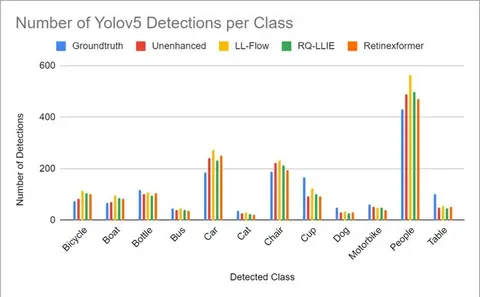 Number of Yolov5 Detections per Class
Groundtruth Unenhanced LL-Flow RQ-LLIE Retinexformer
600
400
200
0
Number of Detections
Bicycle Boat Bottle Bus Car Cat Chair Cup Dog Motorbike People Table
Detected Class